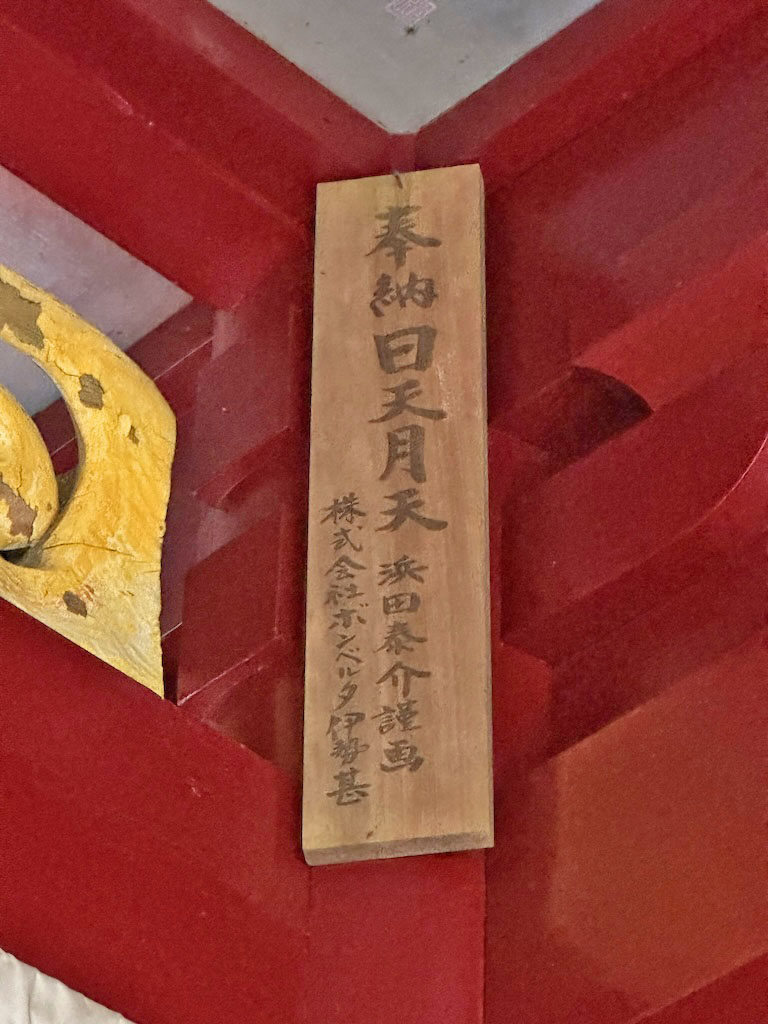 奉納日天月天 浜田泰介謹画
株式会社ボンベルタ伊勢甚